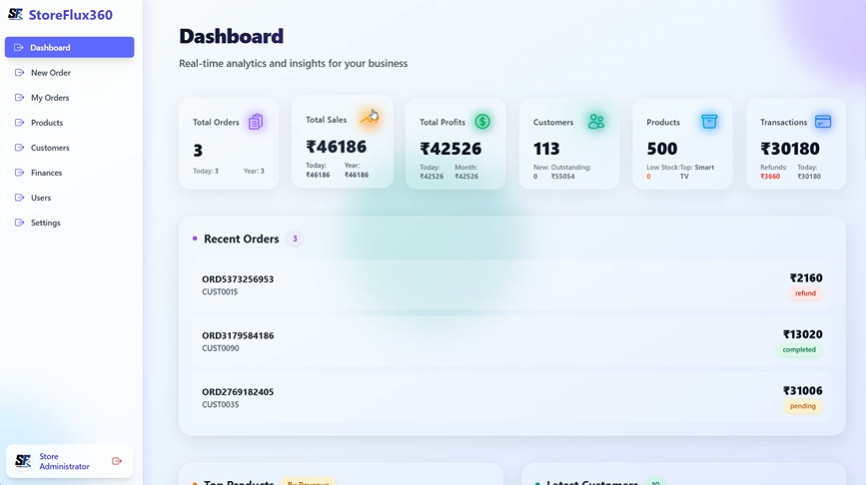 StoreFlux360
Dashboard
New Order
My Orders
Products
Customers
Finances
Users
Settings
Store
Administrator
Dashboard
Real-time analytics and insights for your business
Total Orders
3
Today: 3 Year: 3
Total Sales
₹46186
Today: Year:
₹46186 ₹46186
Total Profits
₹42526
Today: Month:
₹42526 ₹42526
Customers
113
New: Outstanding:
0 ₹55054
Products
500
Low Stock: Top: Smart
0 TV
Transactions
₹30180
Refunds: Today:
₹3660 ₹30180
Recent Orders 3
ORD5373256953 ₹2160
CUST0015 refund
ORD3179584186 ₹13020
CUST0090 completed
ORD2769182405 ₹31006
CUST0035 pending
Top Products By Revenue
Latest Customers 10